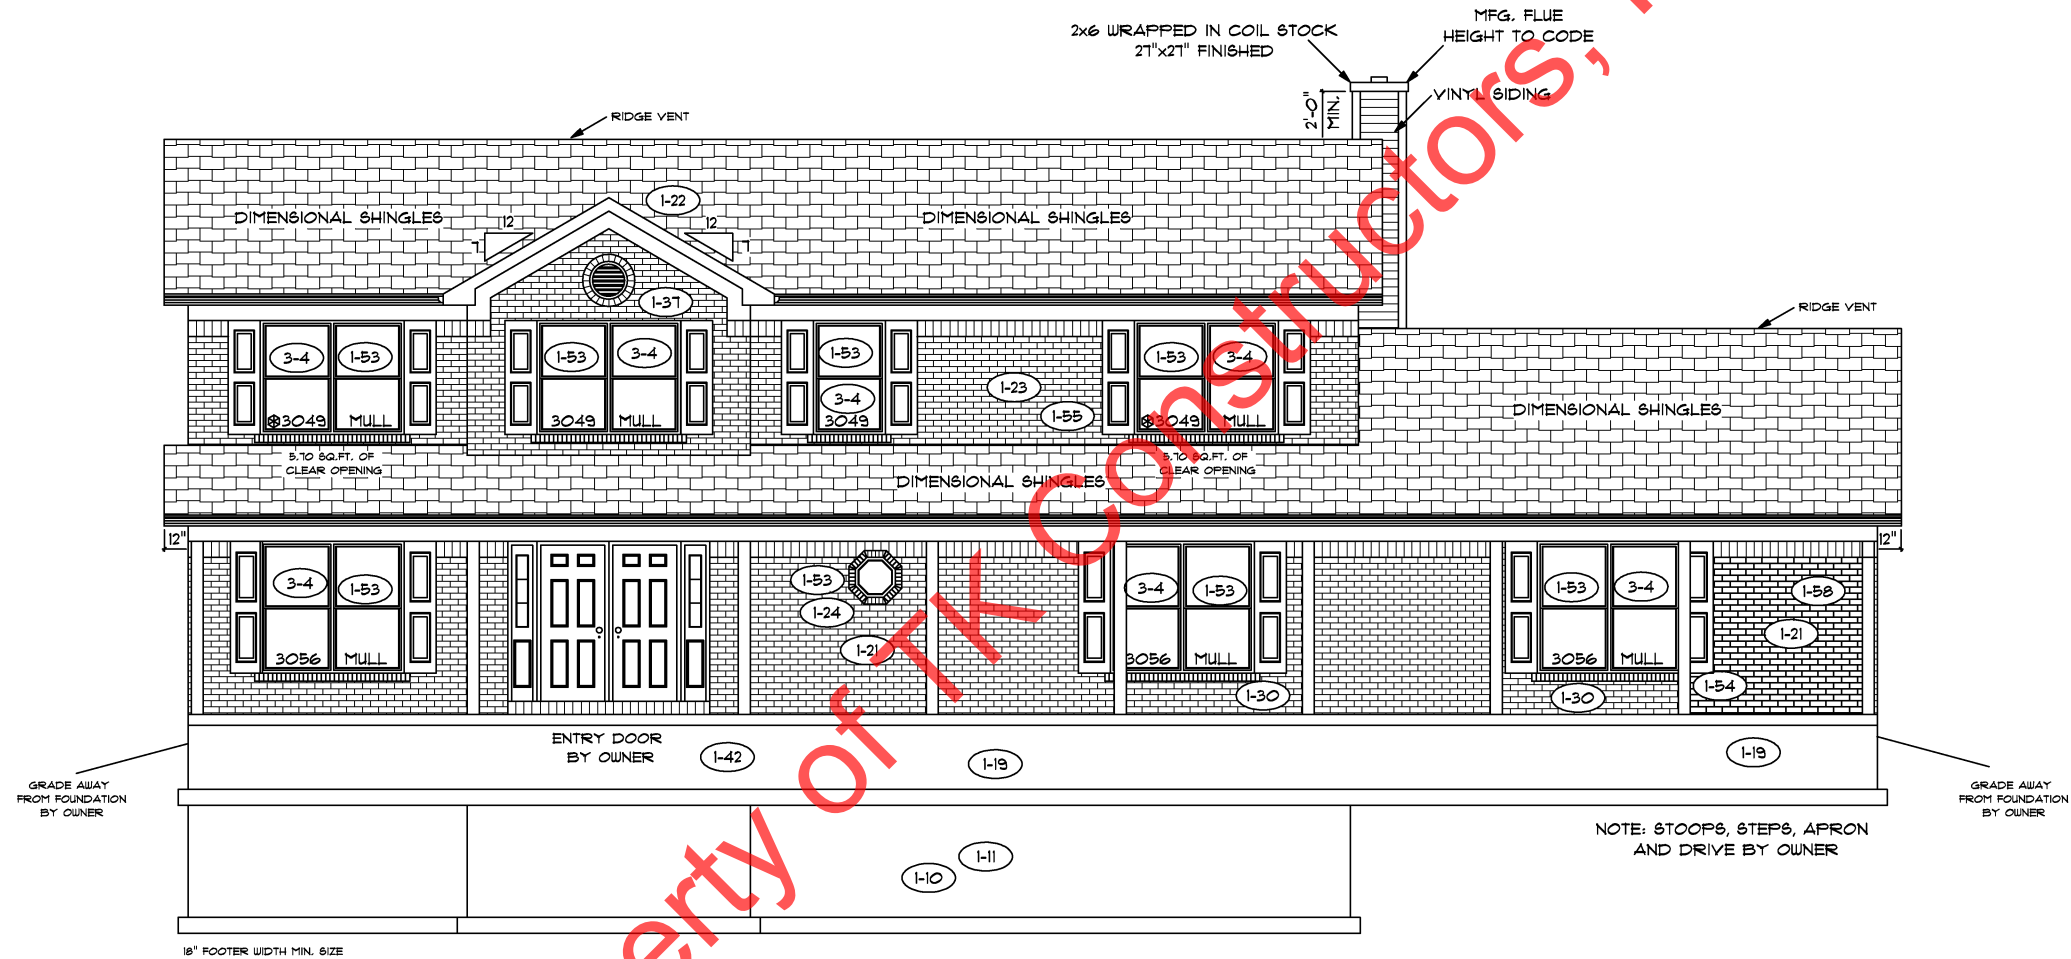 2x6 WRAPPED IN COIL STOCK
27"x27" FINISHED
MFG. FLUE
HEIGHT TO CODE
VINYL SIDING
2'-0"
MIN.
RIDGE VENT
1-22
DIMENSIONAL SHINGLES
12
7
12
7
DIMENSIONAL SHINGLES
1-37
RIDGE VENT
3-4
1-53
3049
MULL
1-53
3-4
3049
MULL
1-53
3-4
3049
1-23
1-55
1-53
3-4
3049
MULL
DIMENSIONAL SHINGLES
5.70 SQ.FT. OF
CLEAR OPENING
5.70 SQ.FT. OF
CLEAR OPENING
DIMENSIONAL SHINGLES
12"
12"
3-4
1-53
3056
MULL
1-53
1-24
1-21
3-4
1-53
3056
MULL
1-30
1-53
3-4
3056
MULL
1-30
1-54
1-58
1-21
ENTRY DOOR
BY OWNER
1-42
1-19
1-19
GRADE AWAY
FROM FOUNDATION
BY OWNER
GRADE AWAY
FROM FOUNDATION
BY OWNER
NOTE: STOOPS, STEPS, APRON
AND DRIVE BY OWNER
1-11
1-10
18" FOOTER WIDTH MIN. SIZE
erty of TK Constructors,